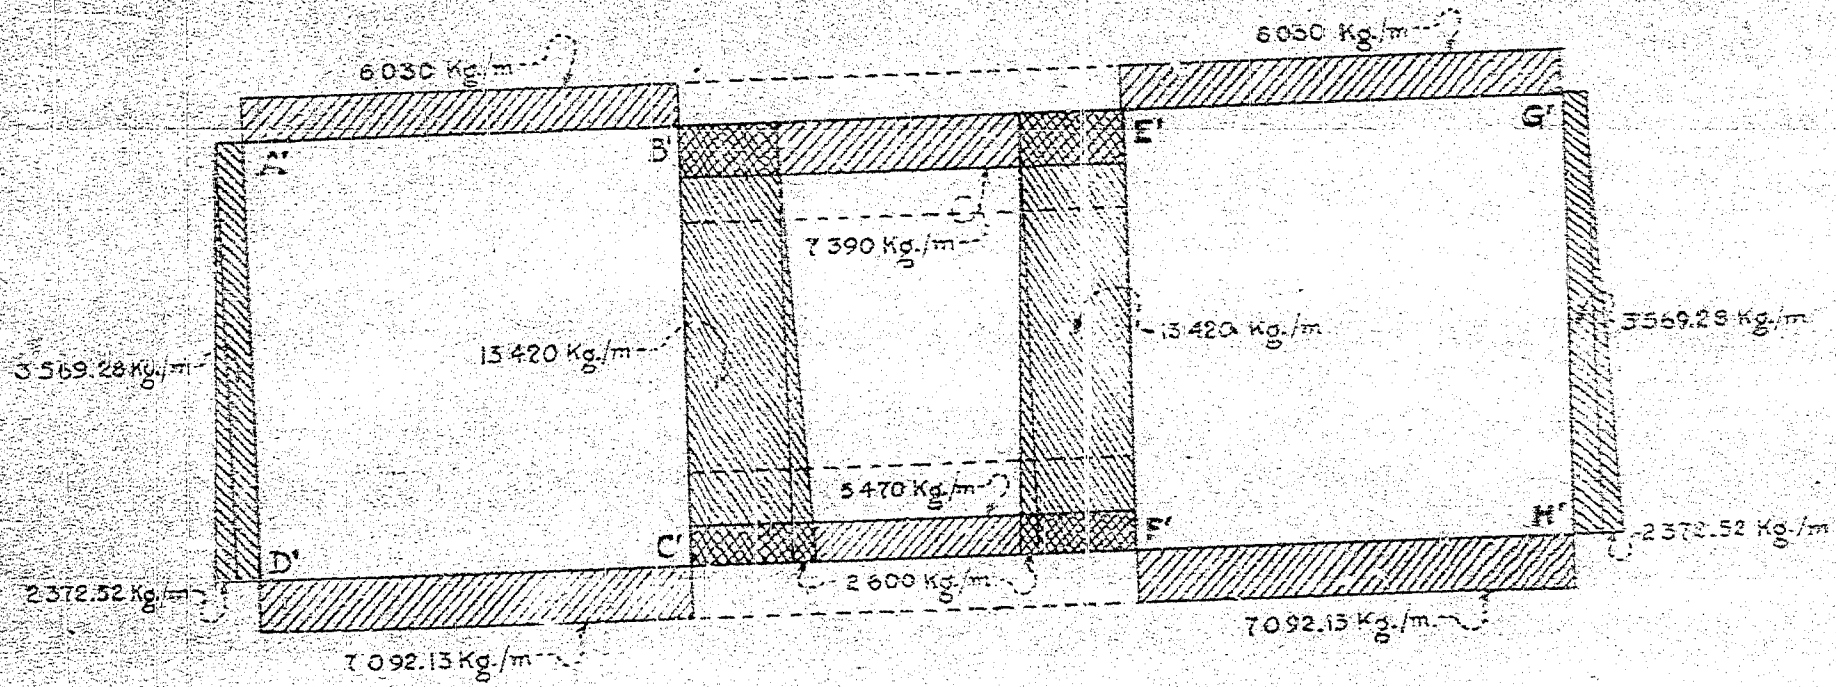 6030 Kg./m
6030 Kg./m
A'
B'
E'
G'
7390 Kg./m
13420 Kg./m
13420 Kg./m
3569.28 Kg./m
3569.28 Kg./m
5470 Kg./m
D'
C'
F'
H'
2372.52 Kg./m
2600 Kg./m
2372.52 Kg./m
7092.13 Kg./m
7092.13 Kg./m